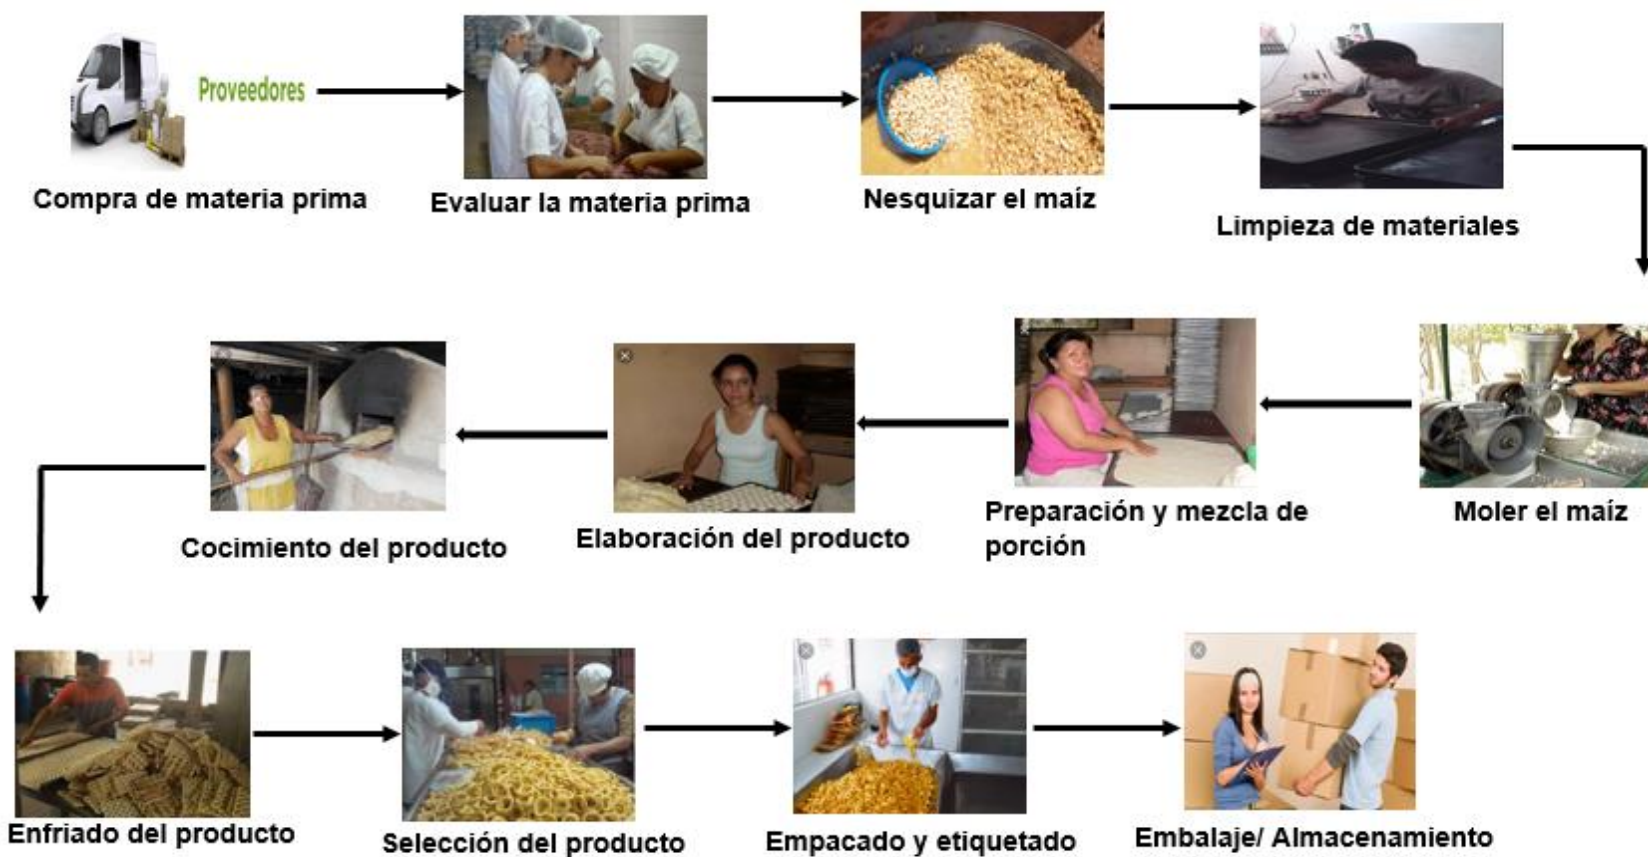 Proveedores
Compra de materia prima
Evaluar la materia prima
Nesquizar el maíz
Limpieza de materiales
Cocimiento del producto
Elaboración del producto
Preparación y mezcla de
porción
Moler el maíz
Enfriado del producto
Selección del producto
Empacado y etiquetado
Embalaje/ Almacenamiento